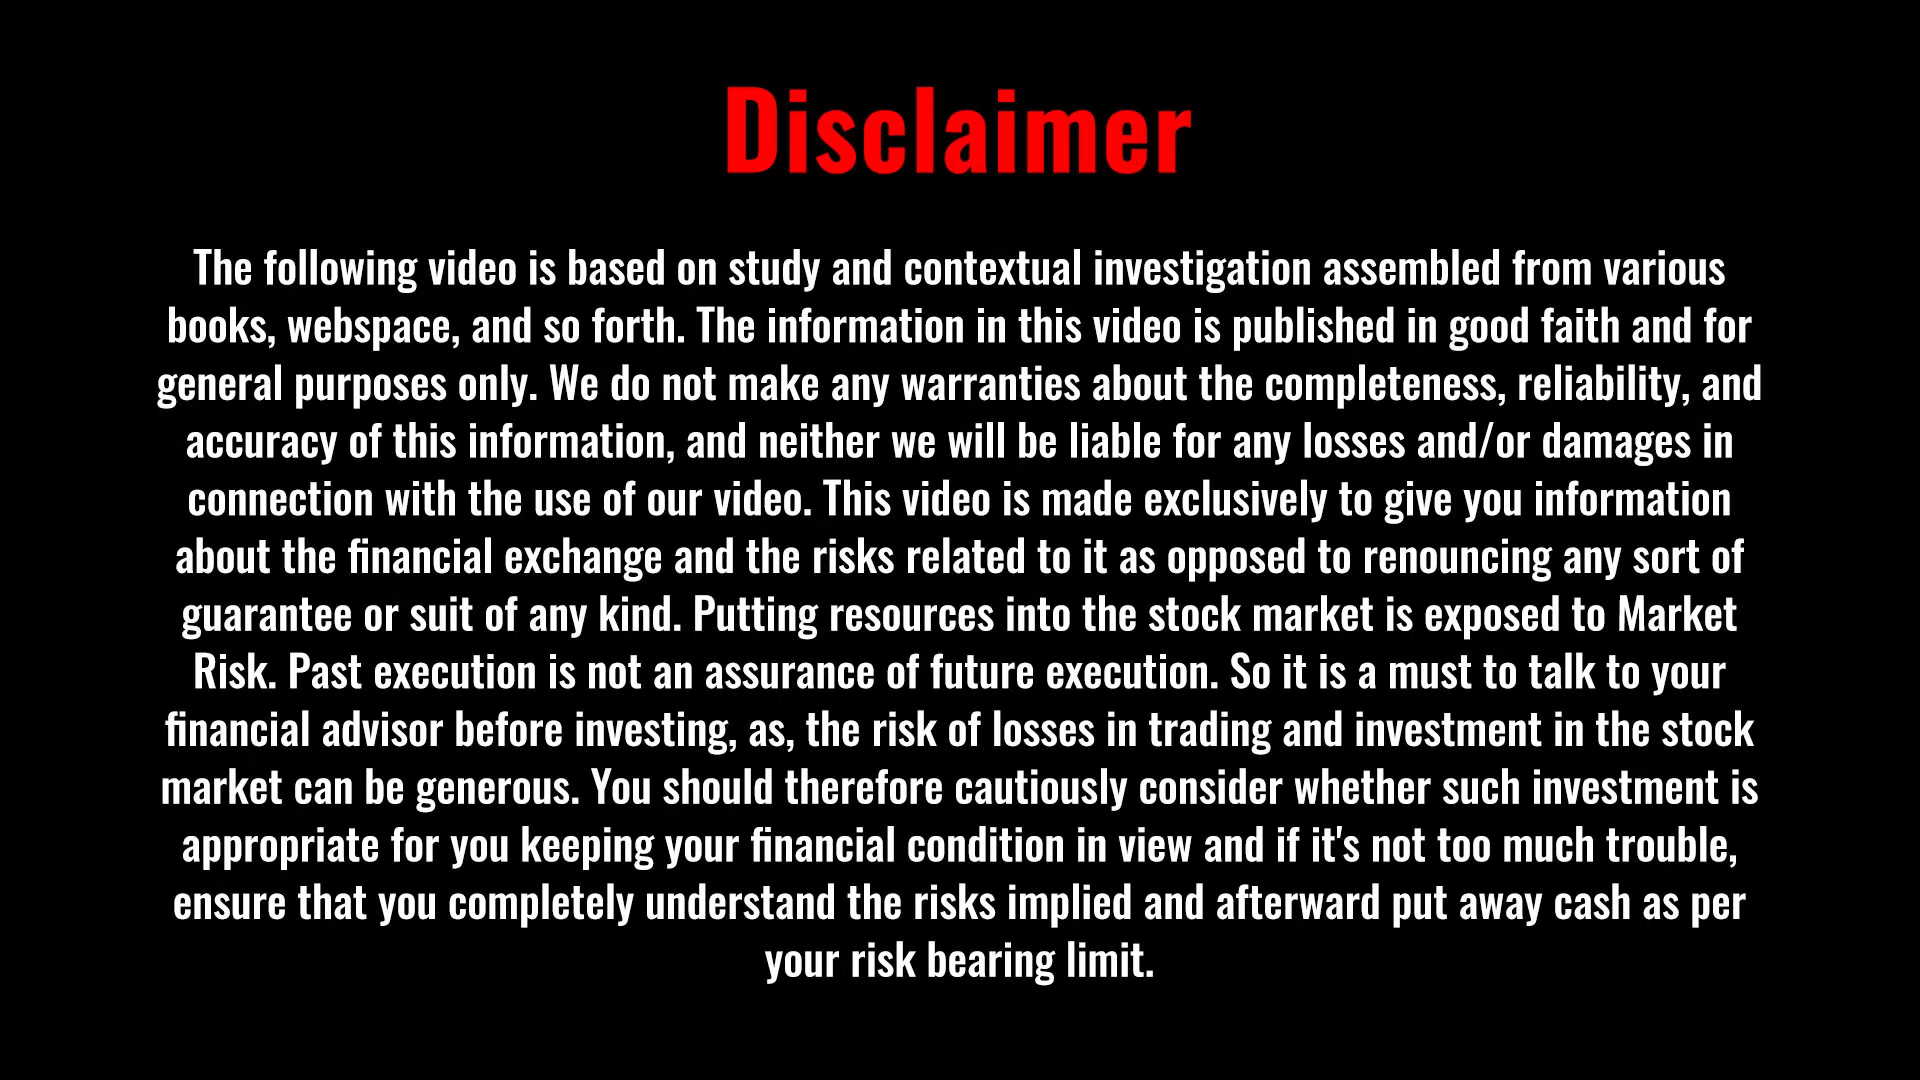 Disclaimer
The following video is based on study and contextual investigation assembled from various
books, webspace, and so forth. The information in this video is published in good faith and for
general purposes only. We do not make any warranties about the completeness, reliability, and
accuracy of this information, and neither we will be liable for any losses and/or damages in
connection with the use of our video. This video is made exclusively to give you information
about the financial exchange and the risks related to it as opposed to renouncing any sort of
guarantee or suit of any kind. Putting resources into the stock market is exposed to Market
Risk. Past execution is not an assurance of future execution. So it is a must to talk to your
financial advisor before investing, as, the risk of losses in trading and investment in the stock
market can be generous. You should therefore cautiously consider whether such investment is
appropriate for you keeping your financial condition in view and if it's not too much trouble,
ensure that you completely understand the risks implied and afterward put away cash as per
your risk bearing limit.